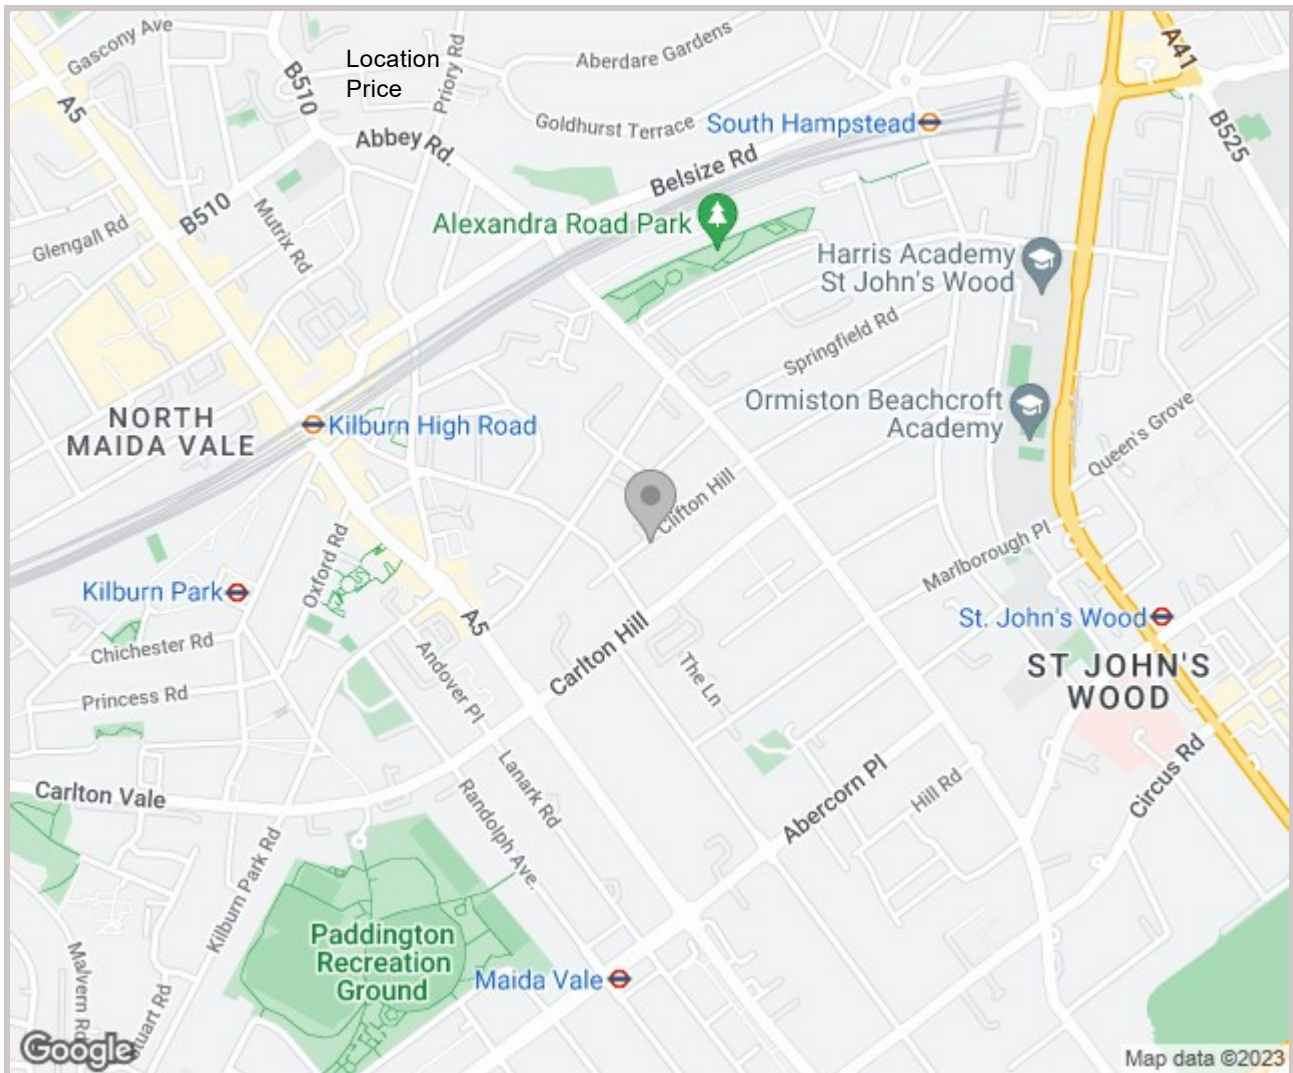 Gascony Ave
A5
B510
Location
Price
Priory Rd
Aberdare Gardens
A41
Goldhurst Terrace
South Hampstead
B525
Abbey Rd.
Belsize Rd
B510
Mutrix Rd
Glengall Rd
Alexandra Road Park
Harris Academy
St John's Wood
Springfield Rd
NORTH
MAIDA VALE
Kilburn High Road
Ormiston Beachcroft
Academy
Queen's Grove
Clifton Hill
Oxford Rd
Marlborough Pl
Kilburn Park
St. John's Wood
Chichester Rd
A5
Carlton Hill
Andover Pl
The Ln
ST JOHN'S
WOOD
Princess Rd
Carlton Vale
Lanark Rd
Randolph Ave.
Abercorn Pl
Hill Rd
Circus Rd
Kilburn Park Rd
Paddington
Recreation
Ground
Maida Vale
Malvern Rd
Google
Map data ©2023